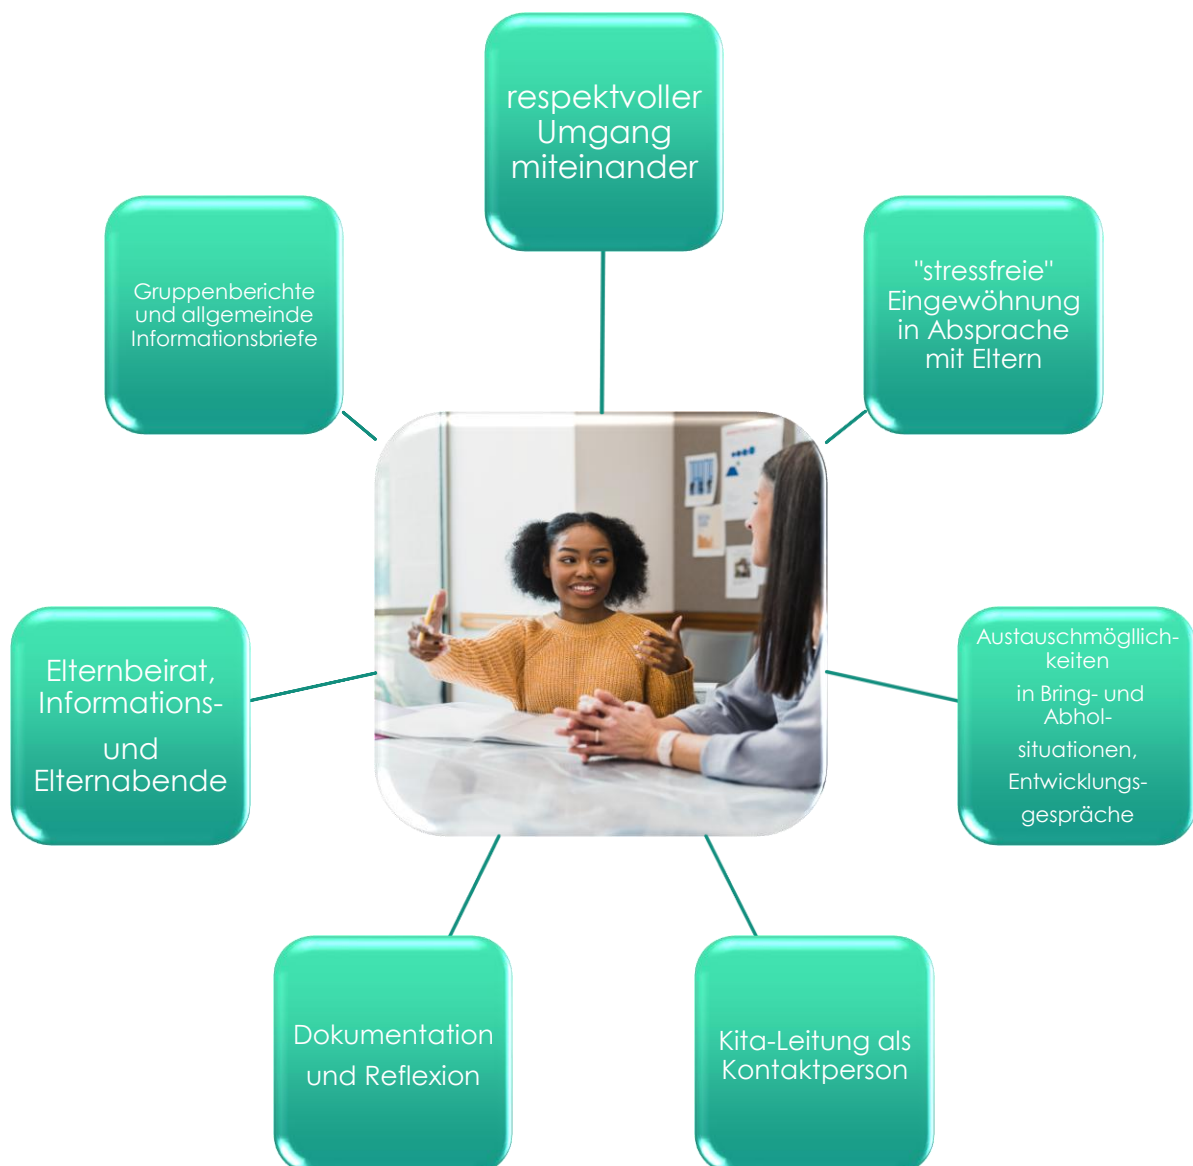 respektvoller
Umgang
miteinander
"stressfreie"
Eingewöhnung
in Absprache
mit Eltern
Gruppenberichte
und allgemeinde
Informationsbriefe
Austauschmögllich-
keiten
in Bring- und
Abhol-
situationen,
Entwicklungs-
gespräche
Elternbeirat,
Informations-
und
Elternabende
Kita-Leitung als
Kontaktperson
Dokumentation
und Reflexion